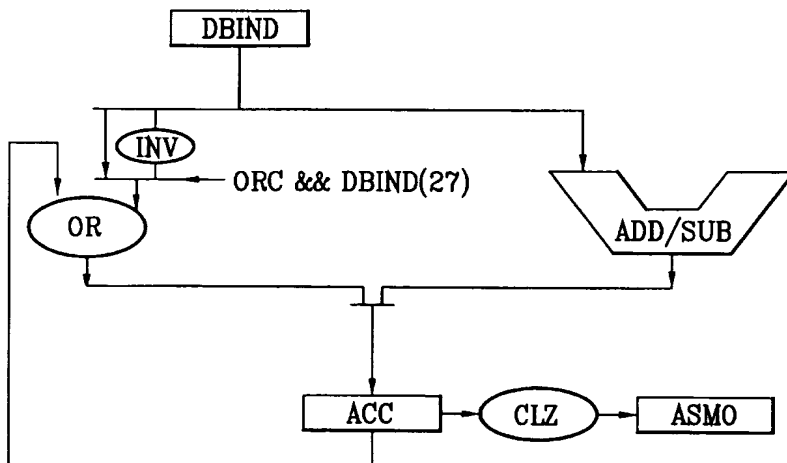 DBIND
INV
ORC && DBIND(27)
OR
ADD/SUB
ACC
CLZ
ASMO